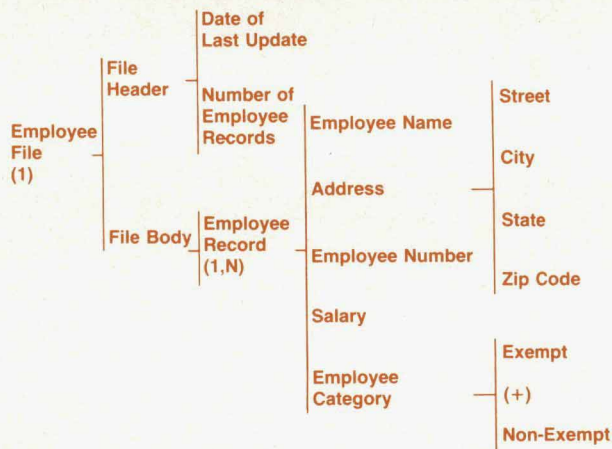 Employee
File
(1)
File
Header
File Body
Date of
Last Update
Number of
Employee
Records
Employee
Record
(1,N)
Employee Name
Address
Employee Number
Salary
Employee
Category
Street
City
State
Zip Code
Exempt
(+)
Non-Exempt